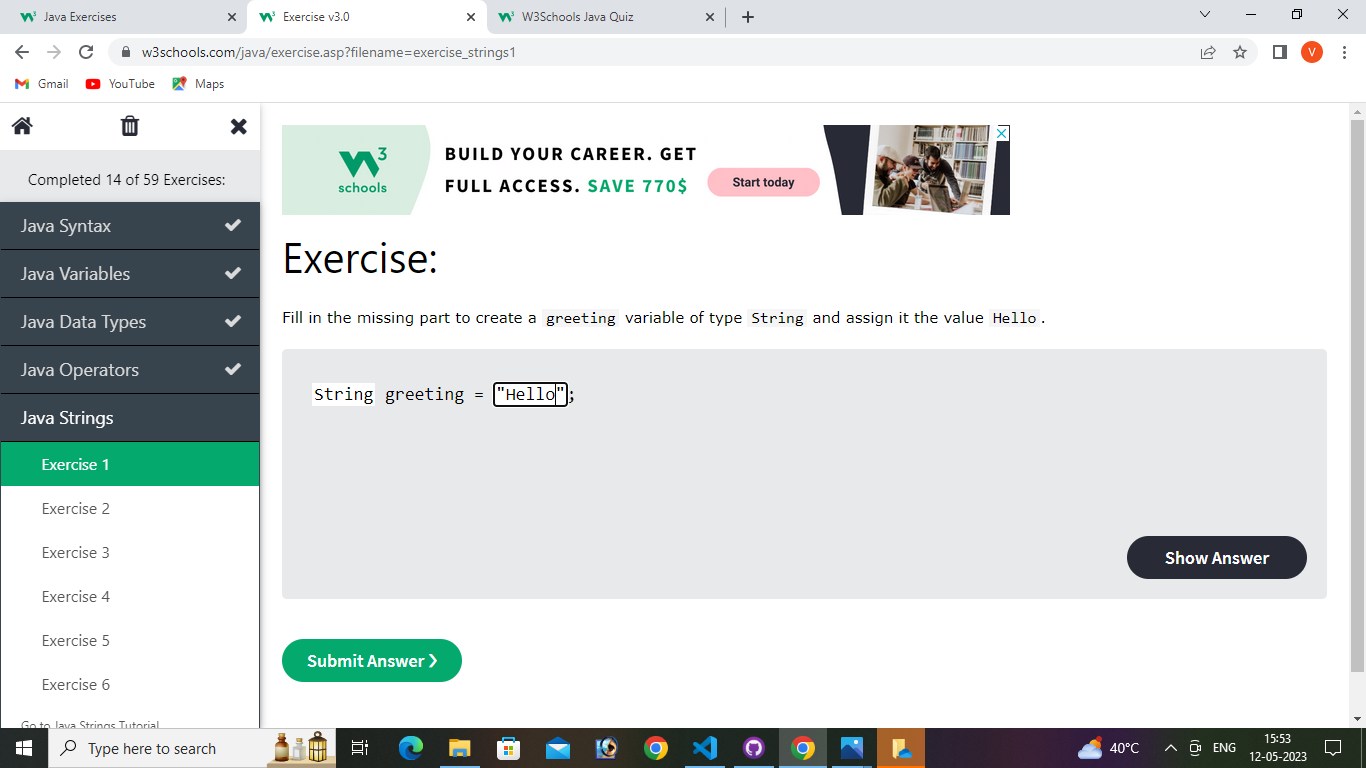 Java Exercises
Exercise v3.0
W3Schools Java Quiz
w3schools.com/java/exercise.asp?filename=exercise_strings1
V
Gmail
YouTube
Maps
Completed 14 of 59 Exercises:
Java Syntax
Java Variables
Java Data Types
Java Operators
Java Strings
Exercise 1
Exercise 2
Exercise 3
Exercise 4
Exercise 5
Exercise 6
Go to Java Strings Tutorial
3
schools
BUILD YOUR CAREER. GET
FULL ACCESS. SAVE 770$
Start today
Exercise:
Fill in the missing part to create a greeting variable of type String and assign it the value Hello.
String greeting = "Hello";
Show Answer
Submit Answer ❯
Type here to search
40°C
ENG
15:53
12-05-2023